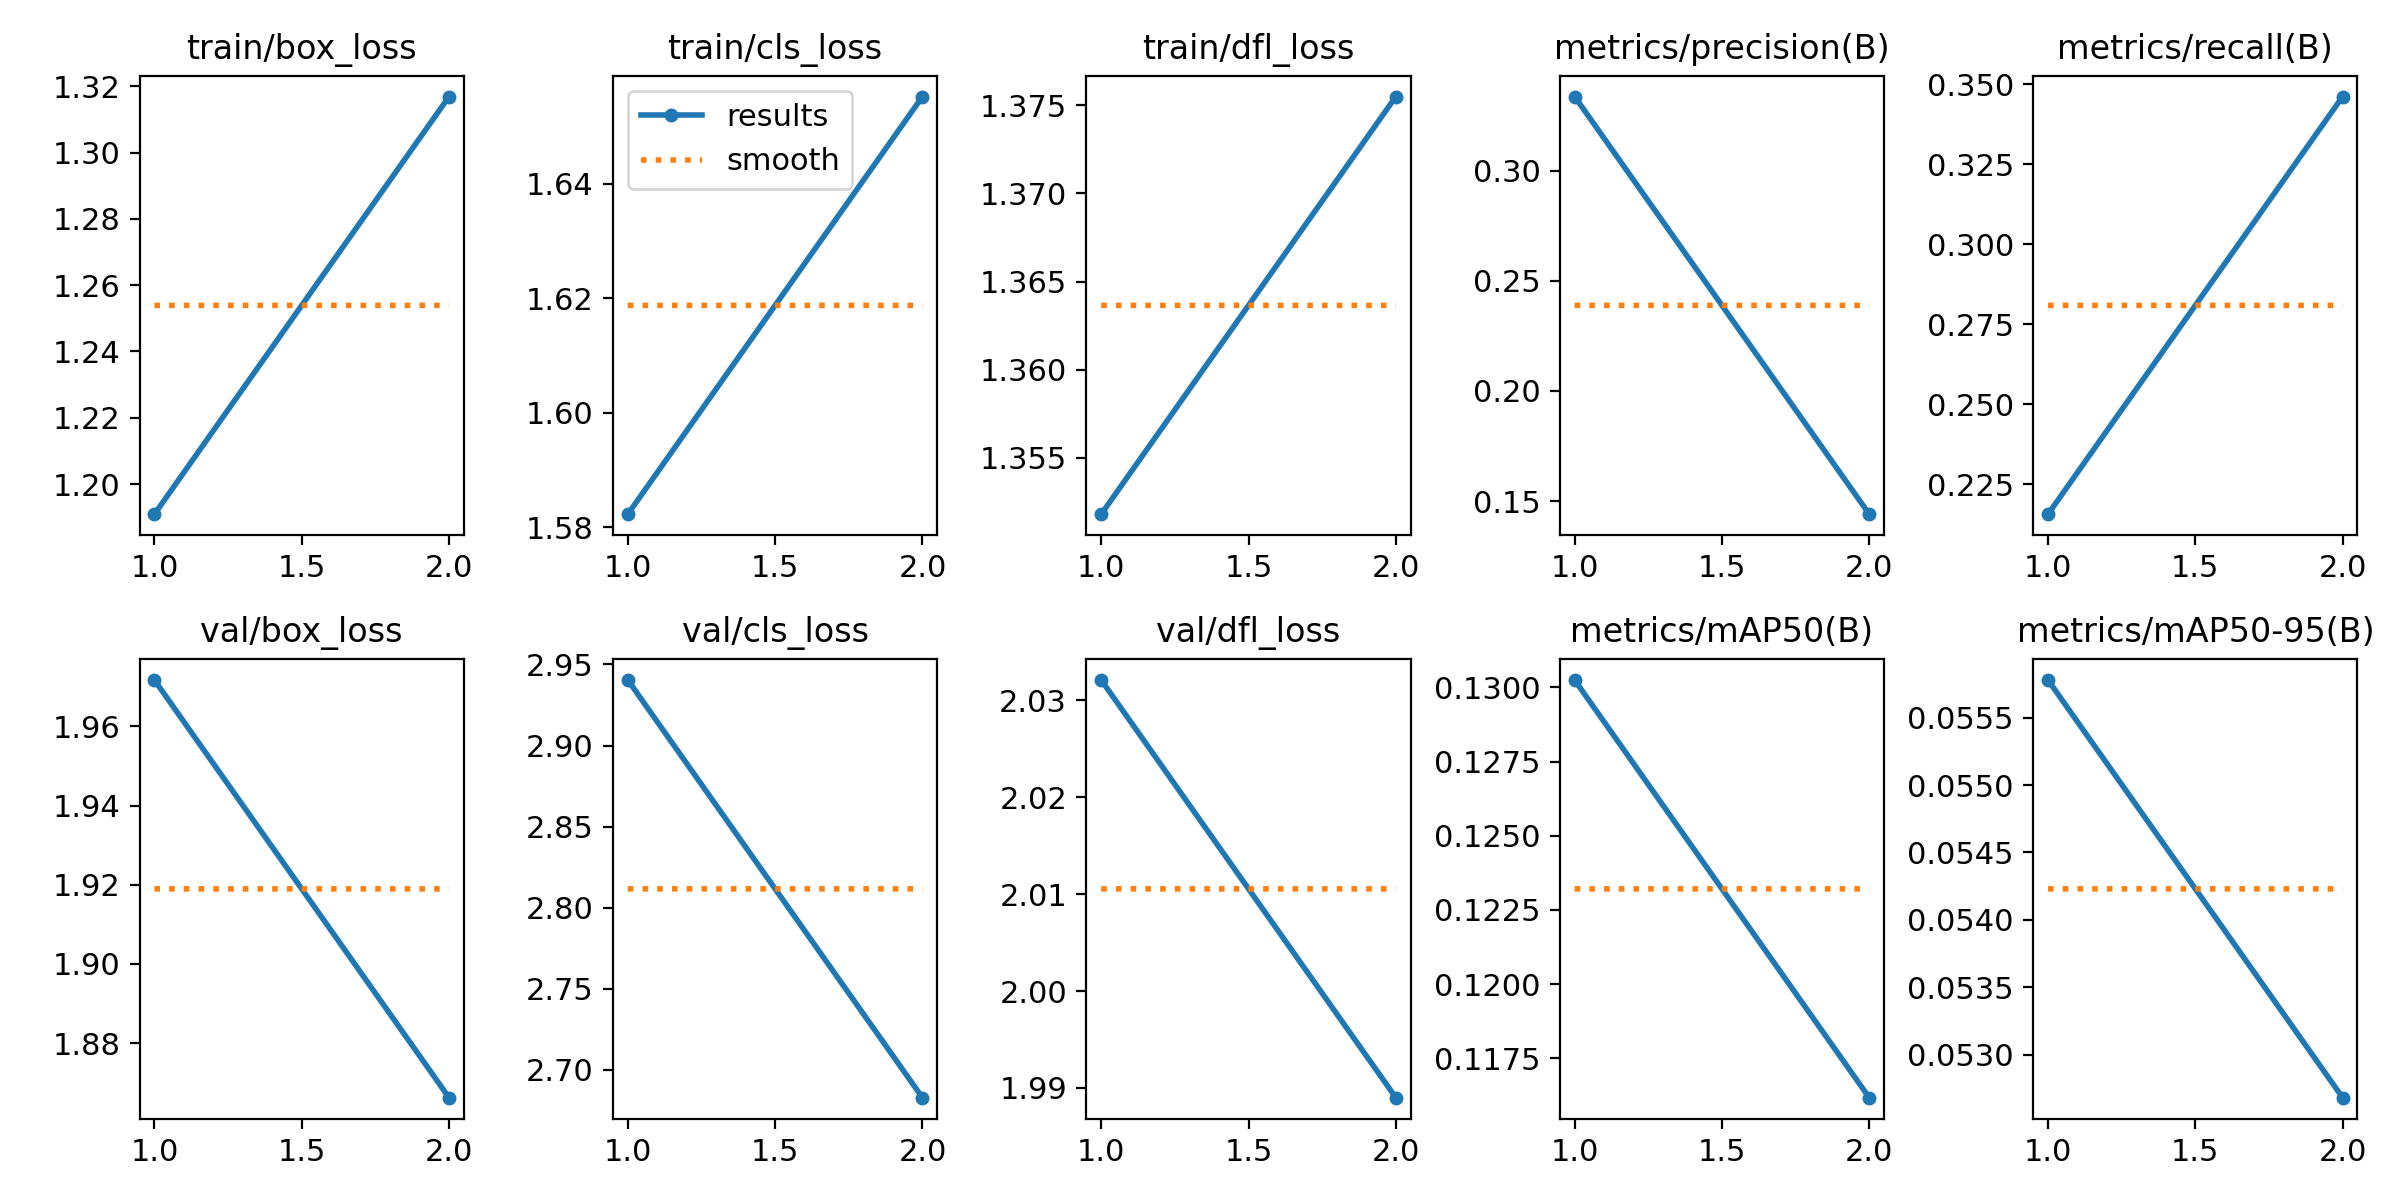 train/box_loss
1.32
1.30
1.28
1.26
1.24
1.22
1.20
1.0 1.5 2.0
train/cls_loss
results
smooth
1.64
1.62
1.60
1.58
1.0 1.5 2.0
train/dfl_loss
1.375
1.370
1.365
1.360
1.355
1.0 1.5 2.0
metrics/precision(B)
0.30
0.25
0.20
0.15
1.0 1.5 2.0
metrics/recall(B)
0.350
0.325
0.300
0.275
0.250
0.225
1.0 1.5 2.0
val/box_loss
1.96
1.94
1.92
1.90
1.88
1.0 1.5 2.0
val/cls_loss
2.95
2.90
2.85
2.80
2.75
2.70
1.0 1.5 2.0
val/dfl_loss
2.03
2.02
2.01
2.00
1.99
1.0 1.5 2.0
metrics/mAP50(B)
0.1300
0.1275
0.1250
0.1225
0.1200
0.1175
1.0 1.5 2.0
metrics/mAP50-95(B)
0.0555
0.0550
0.0545
0.0540
0.0535
0.0530
1.0 1.5 2.0